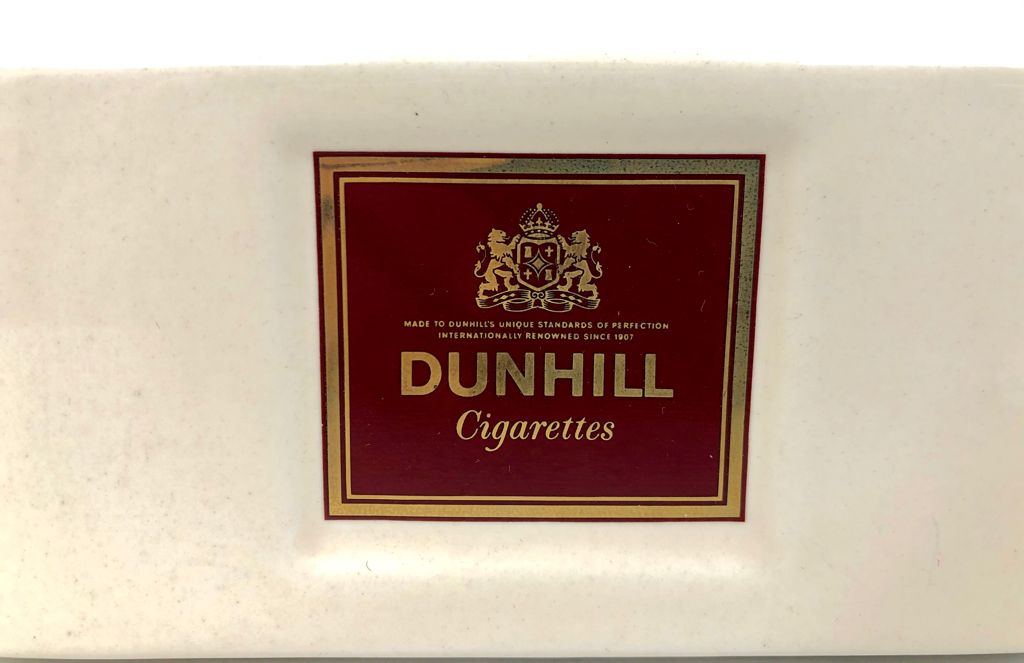 MADE TO DUNHILL'S UNIQUE STANDARDS OF PERFECTION
INTERNATIONALLY RENOWNED SINCE 1907
DUNHILL
Cigarettes